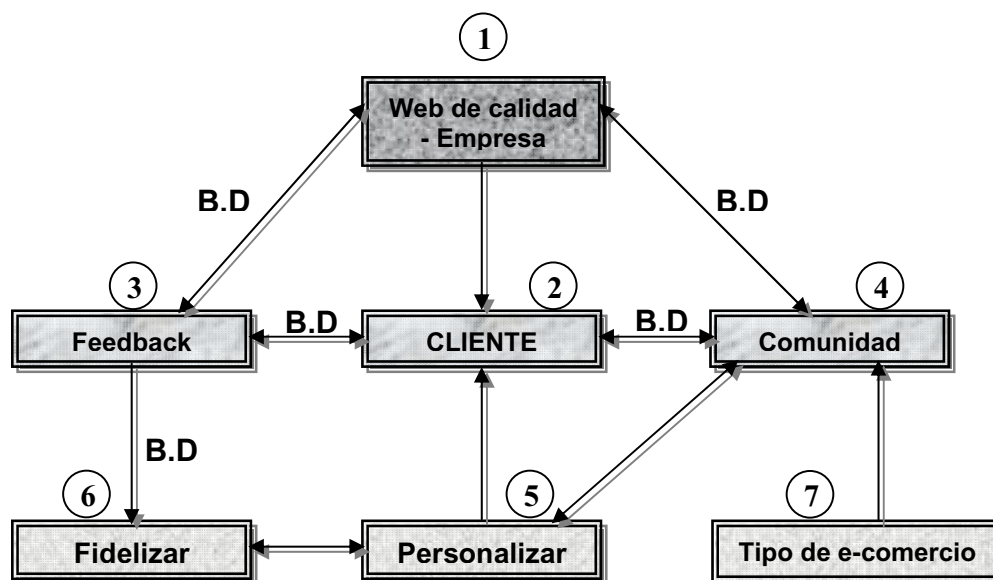 1
Web de calidad
- Empresa
B.D
B.D
3
2
4
Feedback
B.D
CLIENTE
B.D
Comunidad
B.D
6
5
7
Fidelizar
Personalizar
Tipo de e-comercio